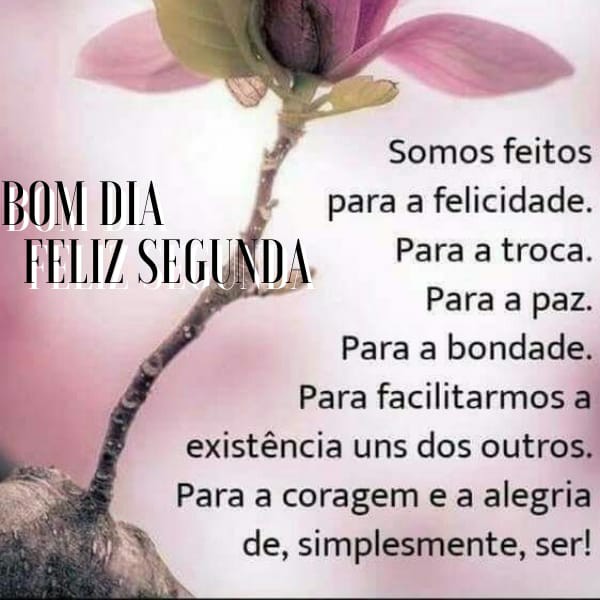 BOM DIA
FELIZ SEGUNDA
Somos feitos
para a felicidade.
Para a troca.
Para a paz.
Para a bondade.
Para facilitarmos a
existência uns dos outros.
Para a coragem e a alegria
de, simplesmente, ser!